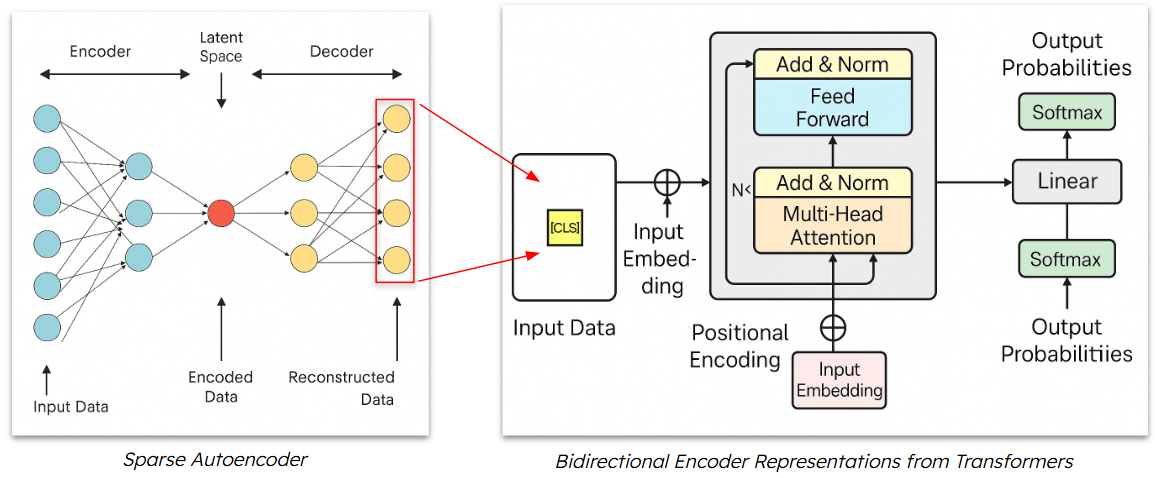 Encoder
Latent
Space
Decoder
Input Data
Encoded
Data
Reconstructed
Data
Sparse Autoencoder
[CLS]
Input Data
Input
Embed-
ding
Add & Norm
Feed
Forward
N<
Add & Norm
Multi-Head
Attention
Positional
Encoding
Input
Embedding
Output
Probabilities
Softmax
Linear
Softmax
Output
Probabilitiies
Bidirectional Encoder Representations from Transformers